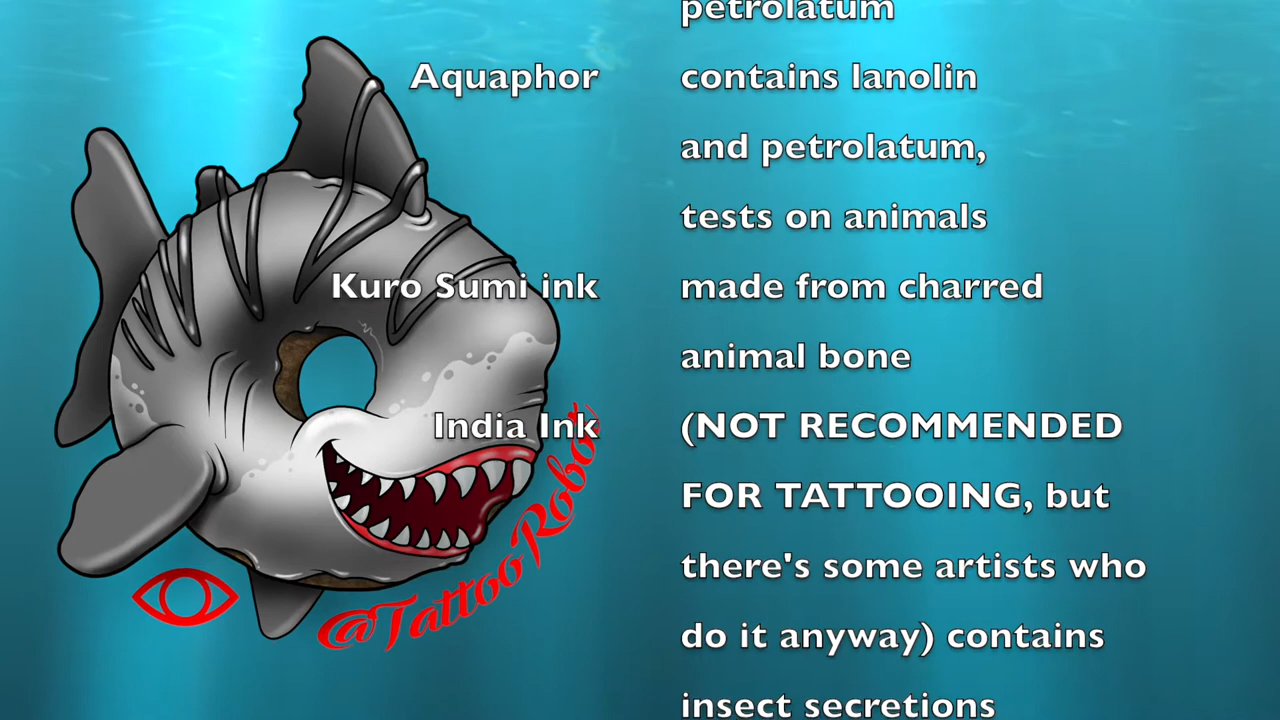 petrolatum
Aquaphor contains lanolin
and petrolatum,
tests on animals
Kuro Sumi ink made from charred
animal bone
India Ink (NOT RECOMMENDED
FOR TATTOOING, but
there's some artists who
do it anyway) contains
insect secretions
@TattooRobot